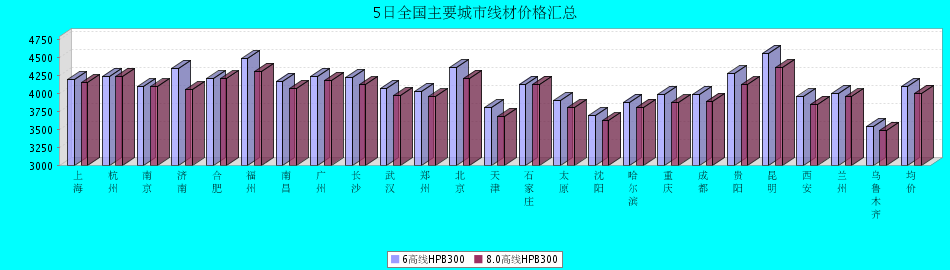 5日全国主要城市线材价格汇总
4750
4500
4250
4000
3750
3500
3250
3000
上海 杭州 南京 济南 合肥 福州 南昌 广州 长沙 武汉 郑州 北京 天津 石家庄 太原 沈阳 哈尔滨 重庆 成都 贵阳 昆明 西安 兰州 乌鲁木齐 均价
6高线HPB300 8.0高线HPB300